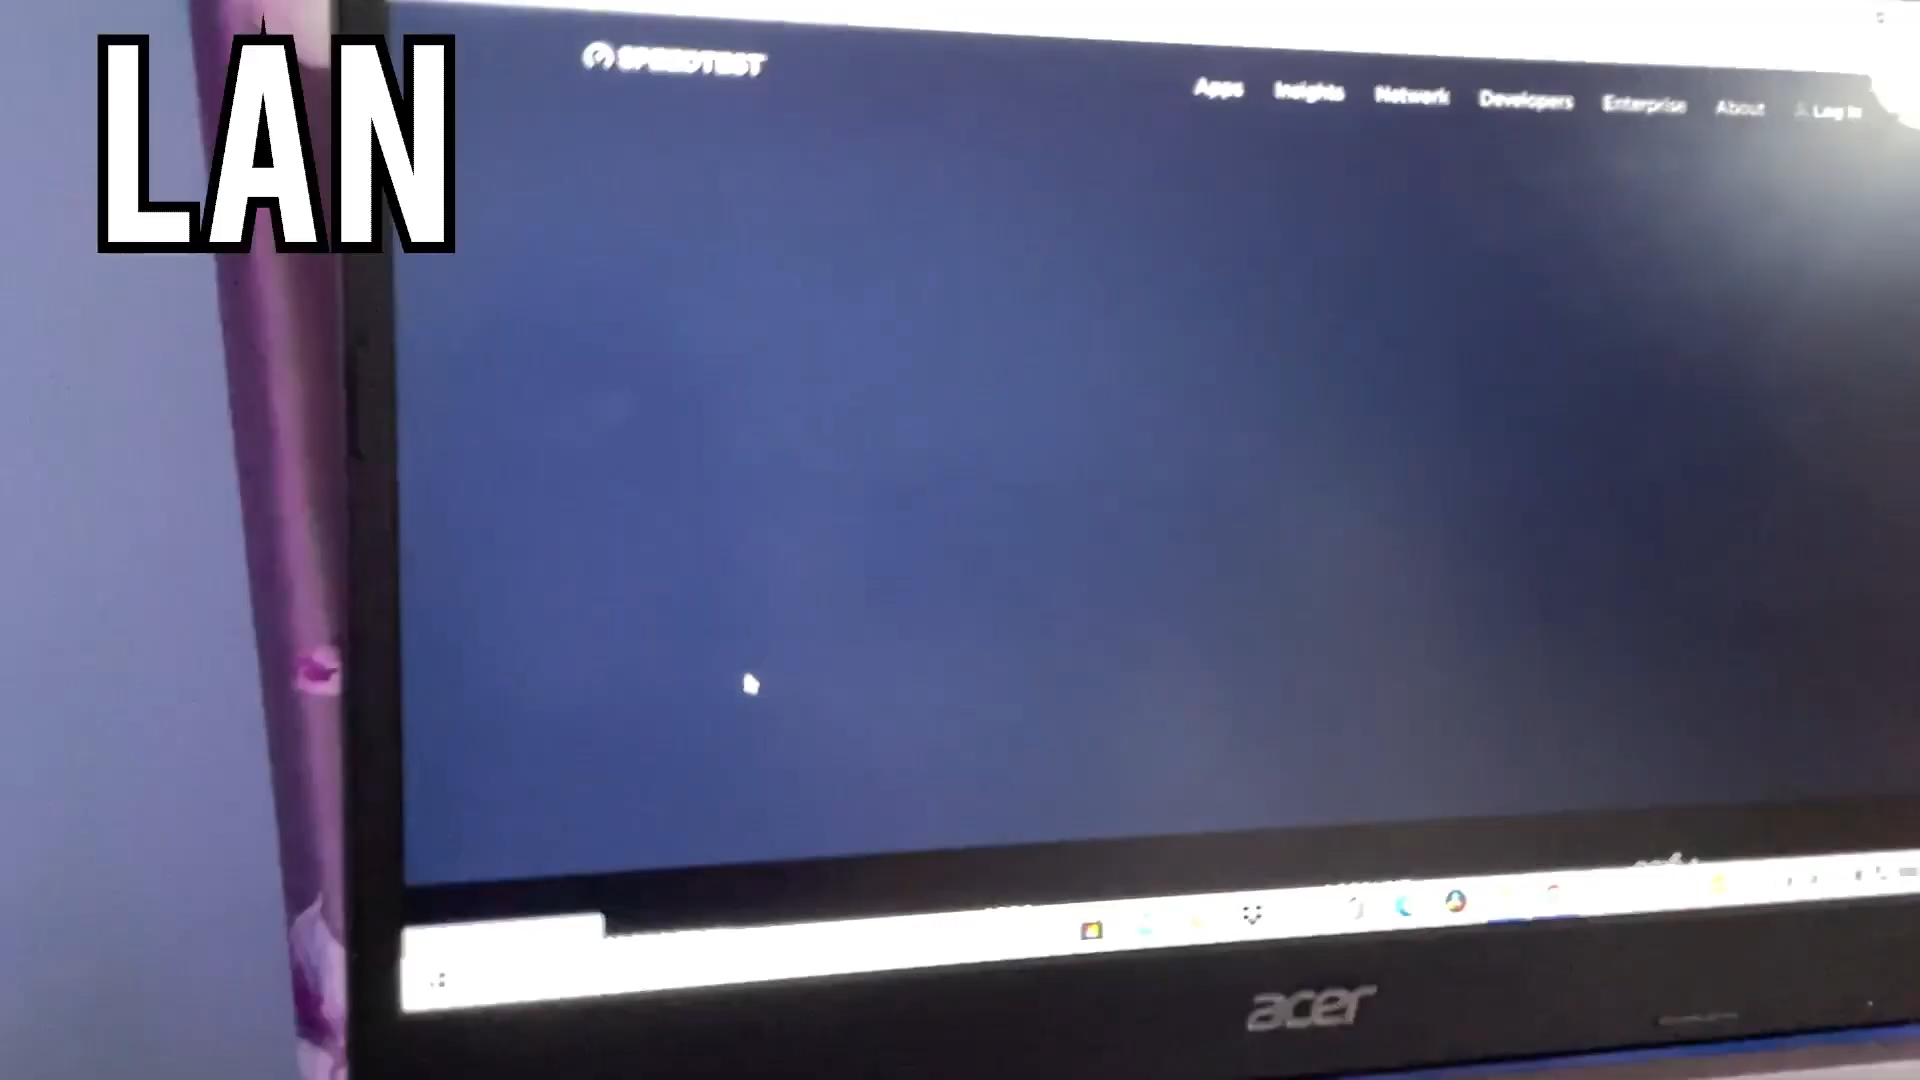 LAN
SPEEDTEST
Apps Insights Network Developers Enterprise About Log In
acer